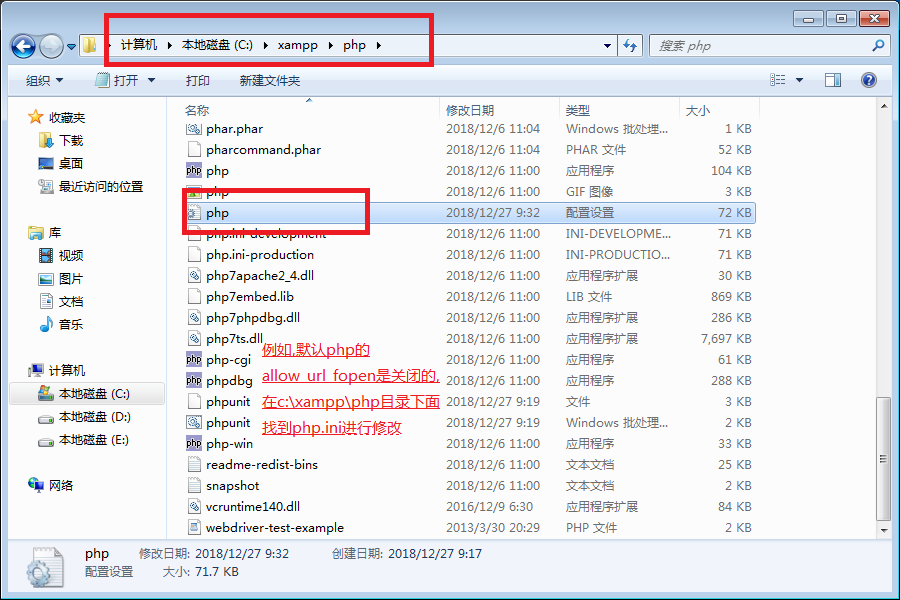 计算机 本地磁盘 (C:) xampp php
搜索 php
组织 打开 打印 新建文件夹
名称 修改日期 类型 大小
收藏夹
下载
桌面
最近访问的位置
库
视频
图片
文档
音乐
计算机
本地磁盘 (C:)
本地磁盘 (D:)
本地磁盘 (E:)
网络
phar.phar 2018/12/6 11:04 Windows 批处理... 1 KB
pharcommand.phar 2018/12/6 11:04 PHAR 文件 52 KB
php 2018/12/6 11:00 应用程序 104 KB
php 2018/12/6 11:00 GIF 图像 3 KB
php 2018/12/27 9:32 配置设置 72 KB
php.ini-development 2018/12/6 11:00 INI-DEVELOPME... 71 KB
php.ini-production 2018/12/6 11:00 INI-PRODUCTIO... 71 KB
php7apache2_4.dll 2018/12/6 11:00 应用程序扩展 30 KB
php7embed.lib 2018/12/6 11:00 LIB 文件 869 KB
php7phpdbg.dll 2018/12/6 11:00 应用程序扩展 286 KB
php7ts.dll 2018/12/6 11:00 应用程序扩展 7,697 KB
php-cgi 2018/12/6 11:00 应用程序 61 KB
phpdbg 2018/12/6 11:00 应用程序 288 KB
phpunit 2018/12/27 9:19 文件 3 KB
phpunit 2018/12/27 9:19 Windows 批处理... 2 KB
php-win 2018/12/6 11:00 应用程序 33 KB
readme-redist-bins 2018/12/6 11:00 文本文档 25 KB
snapshot 2018/12/6 11:00 文本文档 2 KB
vcruntime140.dll 2016/12/9 6:30 应用程序扩展 84 KB
webdriver-test-example 2013/3/30 20:29 PHP 文件 2 KB
例如,默认php的
allow_url_fopen是关闭的,
在c:\xampp\php目录下面
找到php.ini进行修改
php 修改日期: 2018/12/27 9:32 创建日期: 2018/12/27 9:17
配置设置 大小: 71.7 KB